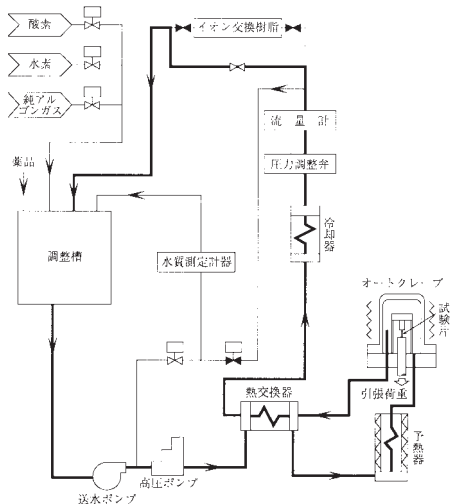 酸素
水素
純アル
ゴンガス
薬品
調整槽
イオン交換樹脂
流量計
圧力調整弁
冷却器
水質測定計器
オートクレーブ
試験片
引張荷重
熱交換器
予熱器
高圧ポンプ
送水ポンプ